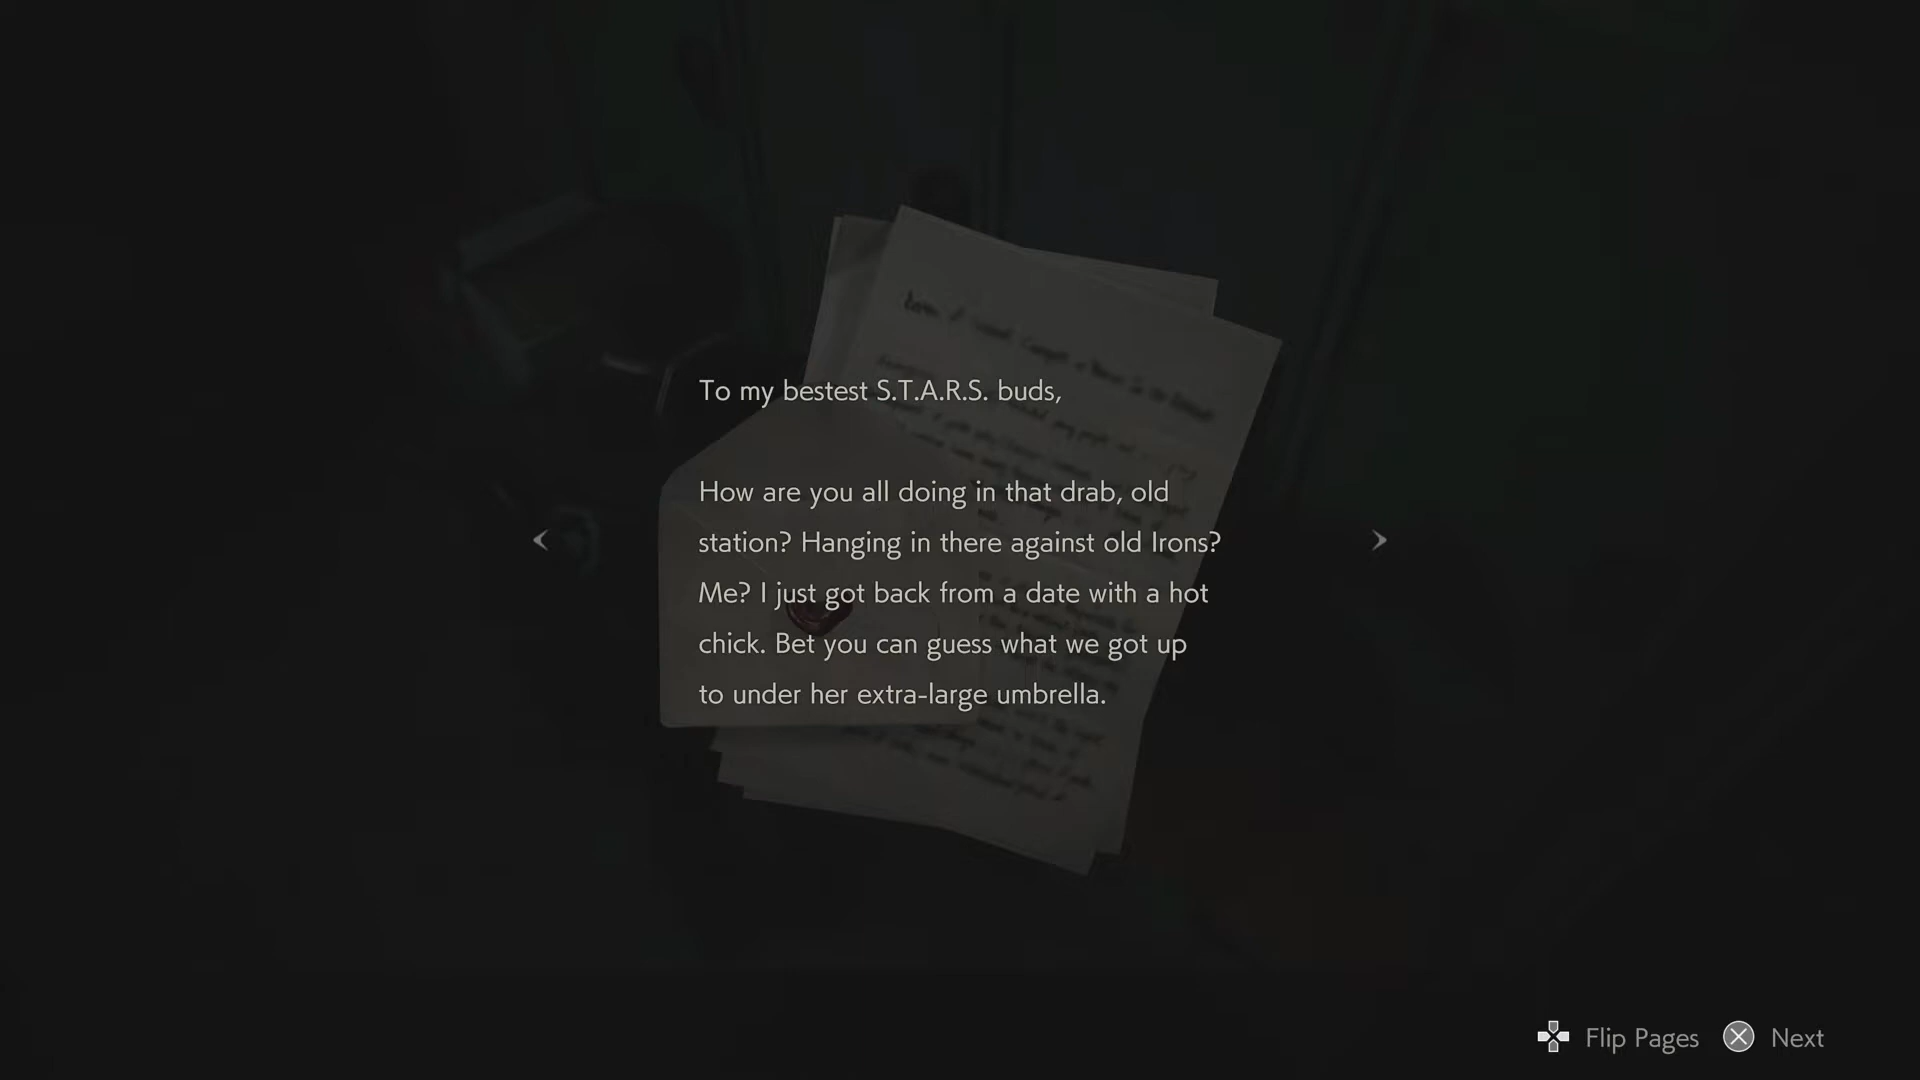 To my bestest S.T.A.R.S. buds,
How are you all doing in that drab, old
station? Hanging in there against old Irons?
Me? I just got back from a date with a hot
chick. Bet you can guess what we got up
to under her extra-large umbrella.
Flip Pages Next